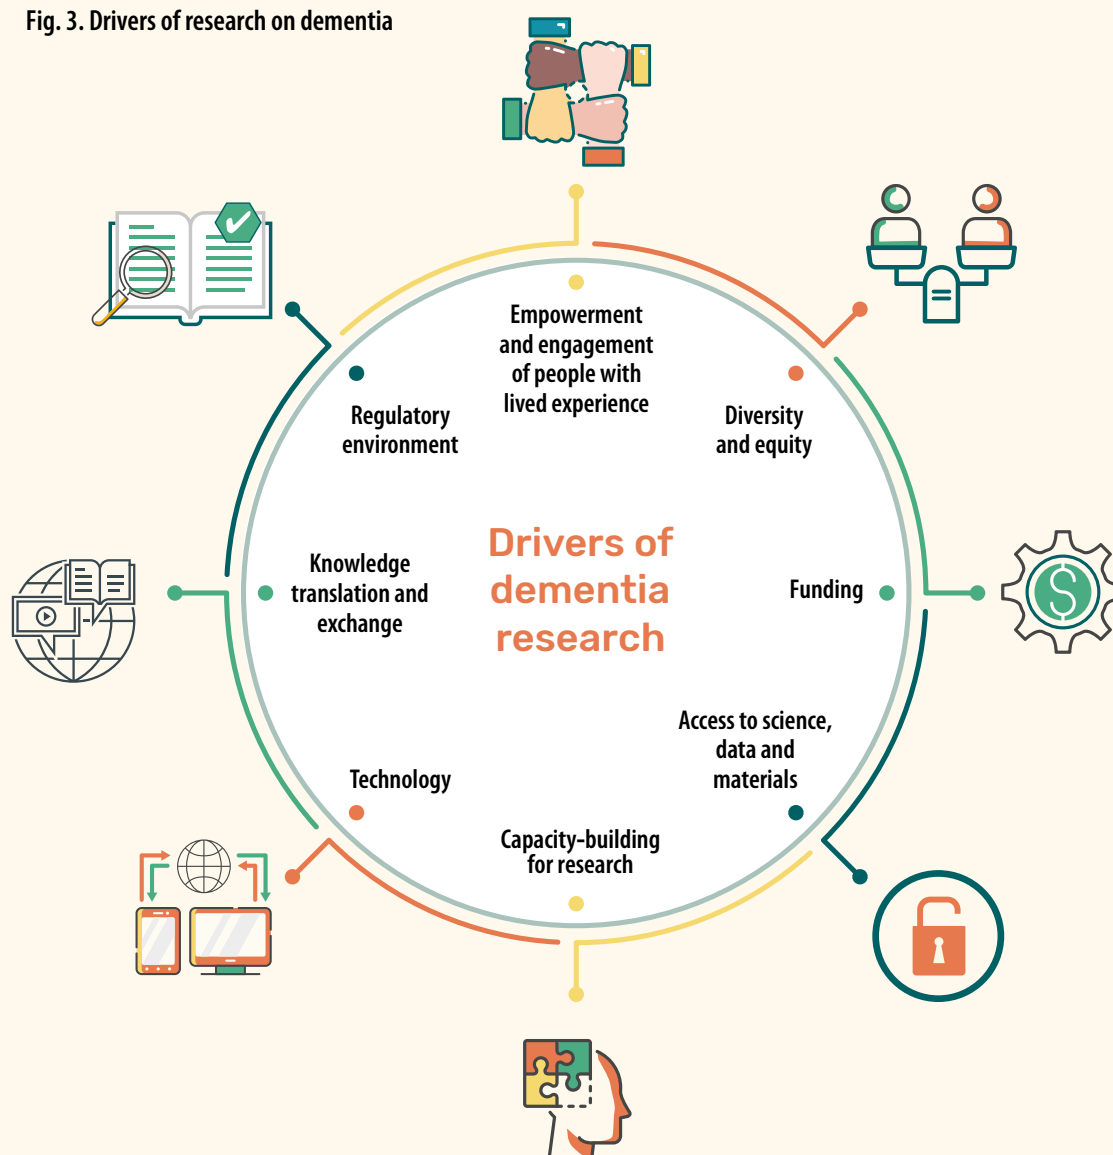 Fig. 3. Drivers of research on dementia
Empowerment
and engagement
of people with
lived experience
Diversity
and equity
Funding
Access to science,
data and
materials
Capacity-building
for research
Technology
Knowledge
translation and
exchange
Regulatory
environment
Drivers of
dementia
research